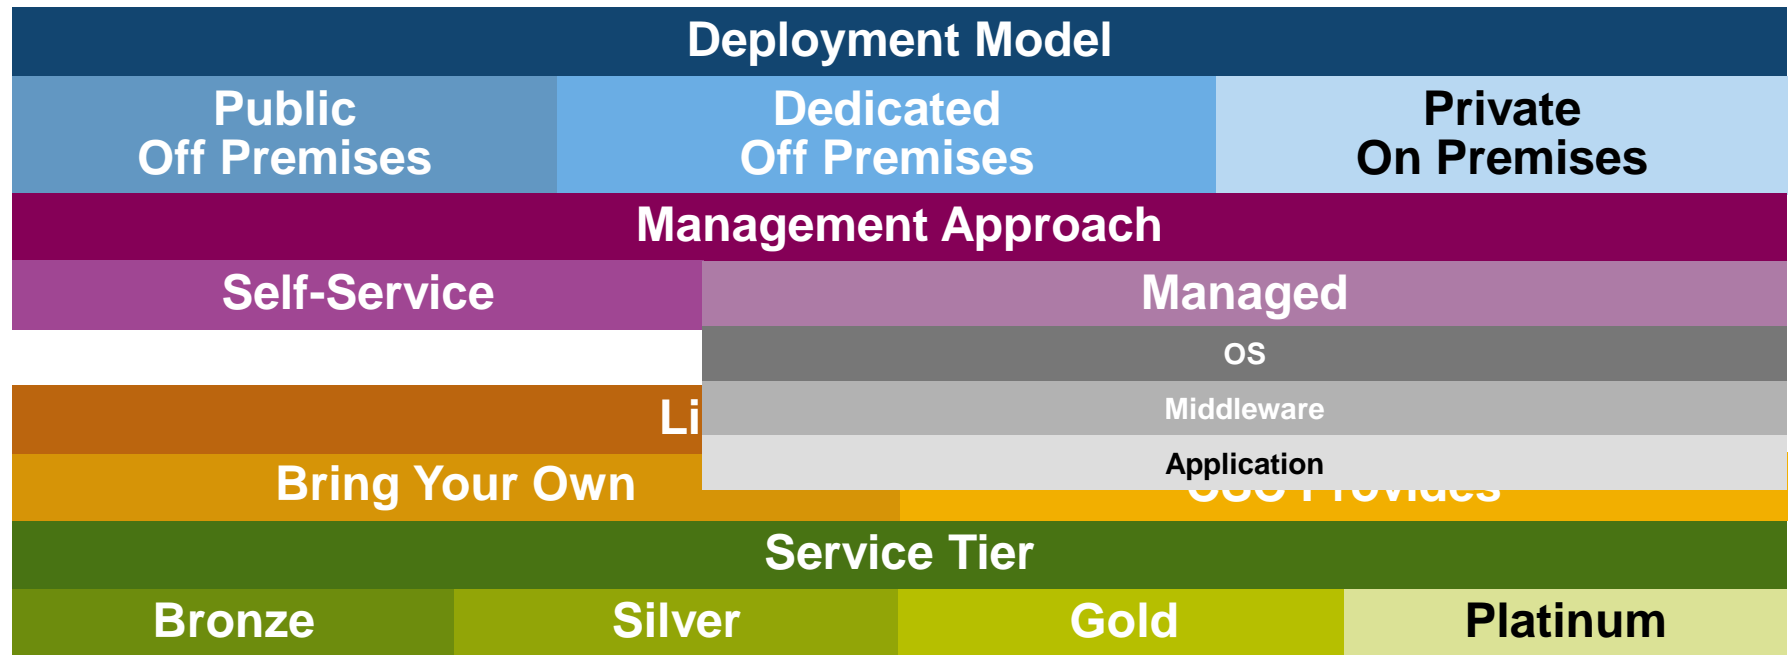 Deployment Model
Public
Off Premises
Dedicated
Off Premises
Private
On Premises
Management Approach
Self-Service
Managed
OS
Middleware
Application
Bring Your Own
Provides
Service Tier
Bronze
Silver
Gold
Platinum